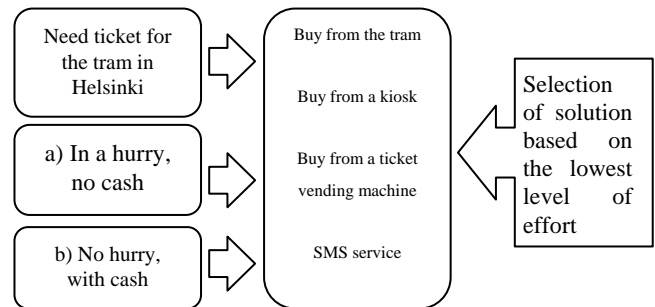 Need ticket for
the tram in
Helsinki
a) In a hurry,
no cash
b) No hurry,
with cash
Buy from the tram
Buy from a kiosk
Buy from a ticket
vending machine
SMS service
Selection
of solution
based on
the lowest
level of
effort